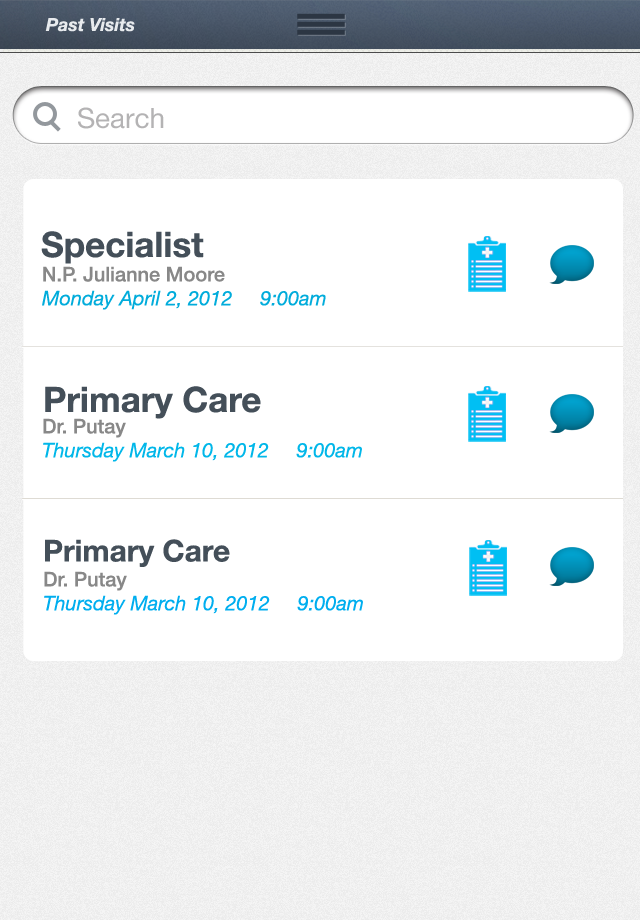 Past Visits
Search
Specialist
N.P. Julianne Moore
Monday April 2, 2012 9:00am
Primary Care
Dr. Putay
Thursday March 10, 2012 9:00am
Primary Care
Dr. Putay
Thursday March 10, 2012 9:00am